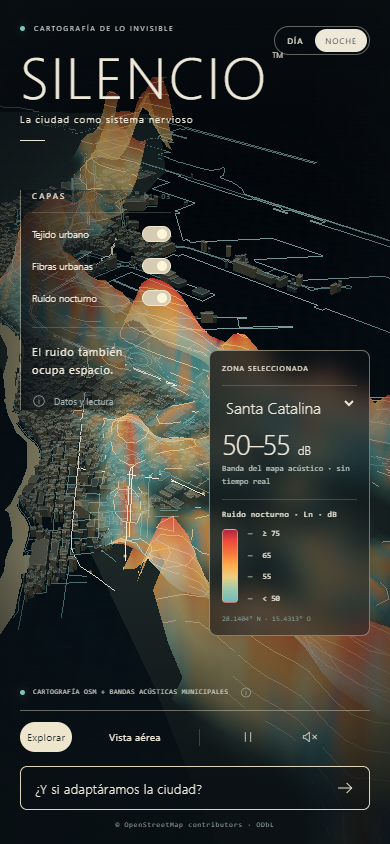 CARTOGRAFÍA DE LO INVISIBLE
DÍA
NOCHE
SILENCIO™
La ciudad como sistema nervioso
CAPAS
Tejido urbano
Fibras urbanas
Ruido nocturno
El ruido también
ocupa espacio.
Datos y lectura
ZONA SELECCIONADA
Santa Catalina
50–55 dB
Banda del mapa acústico · sin
tiempo real
Ruido nocturno · Ln · dB
— ≥ 75
— 65
— 55
— < 50
28.1404° N · 15.4313° O
CARTOGRAFÍA OSM + BANDAS ACÚSTICAS MUNICIPALES
Explorar
Vista aérea
¿Y si adaptáramos la ciudad?
© OpenStreetMap contributors · ODbL